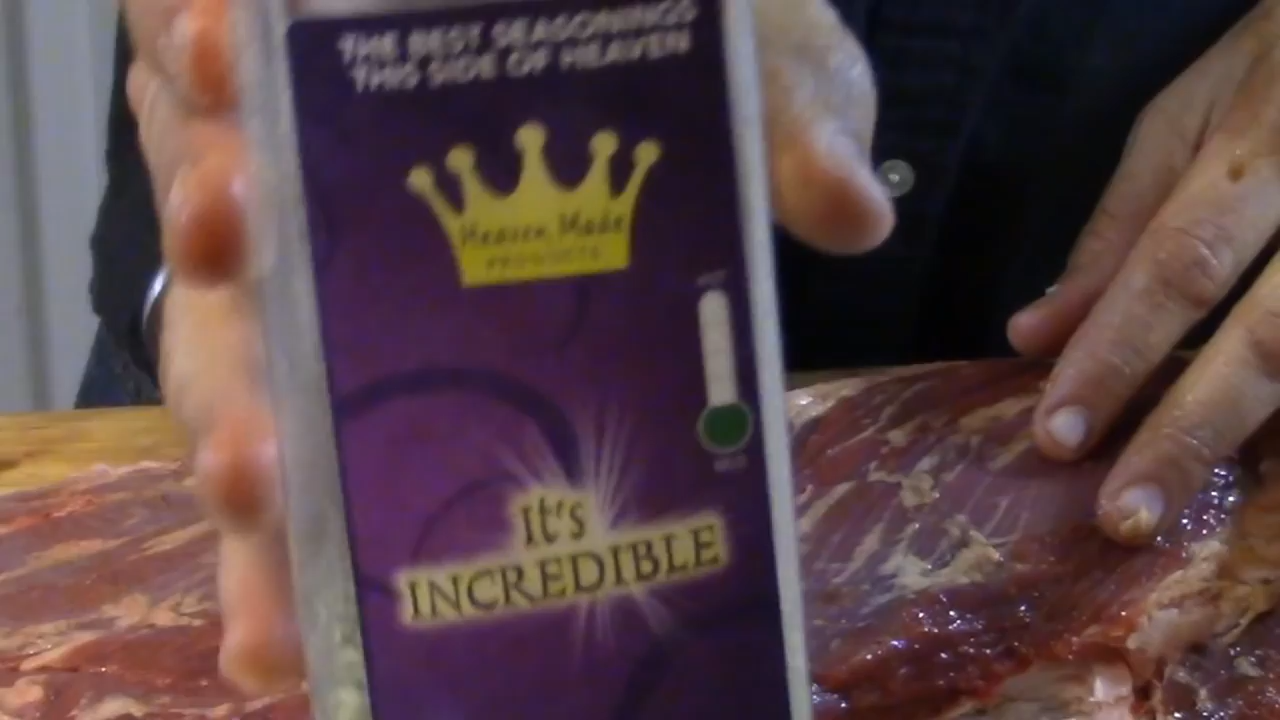 THE BEST SEASONINGS
THIS SIDE OF HEAVEN
Heaven Made
PRODUCTS
It's
INCREDIBLE